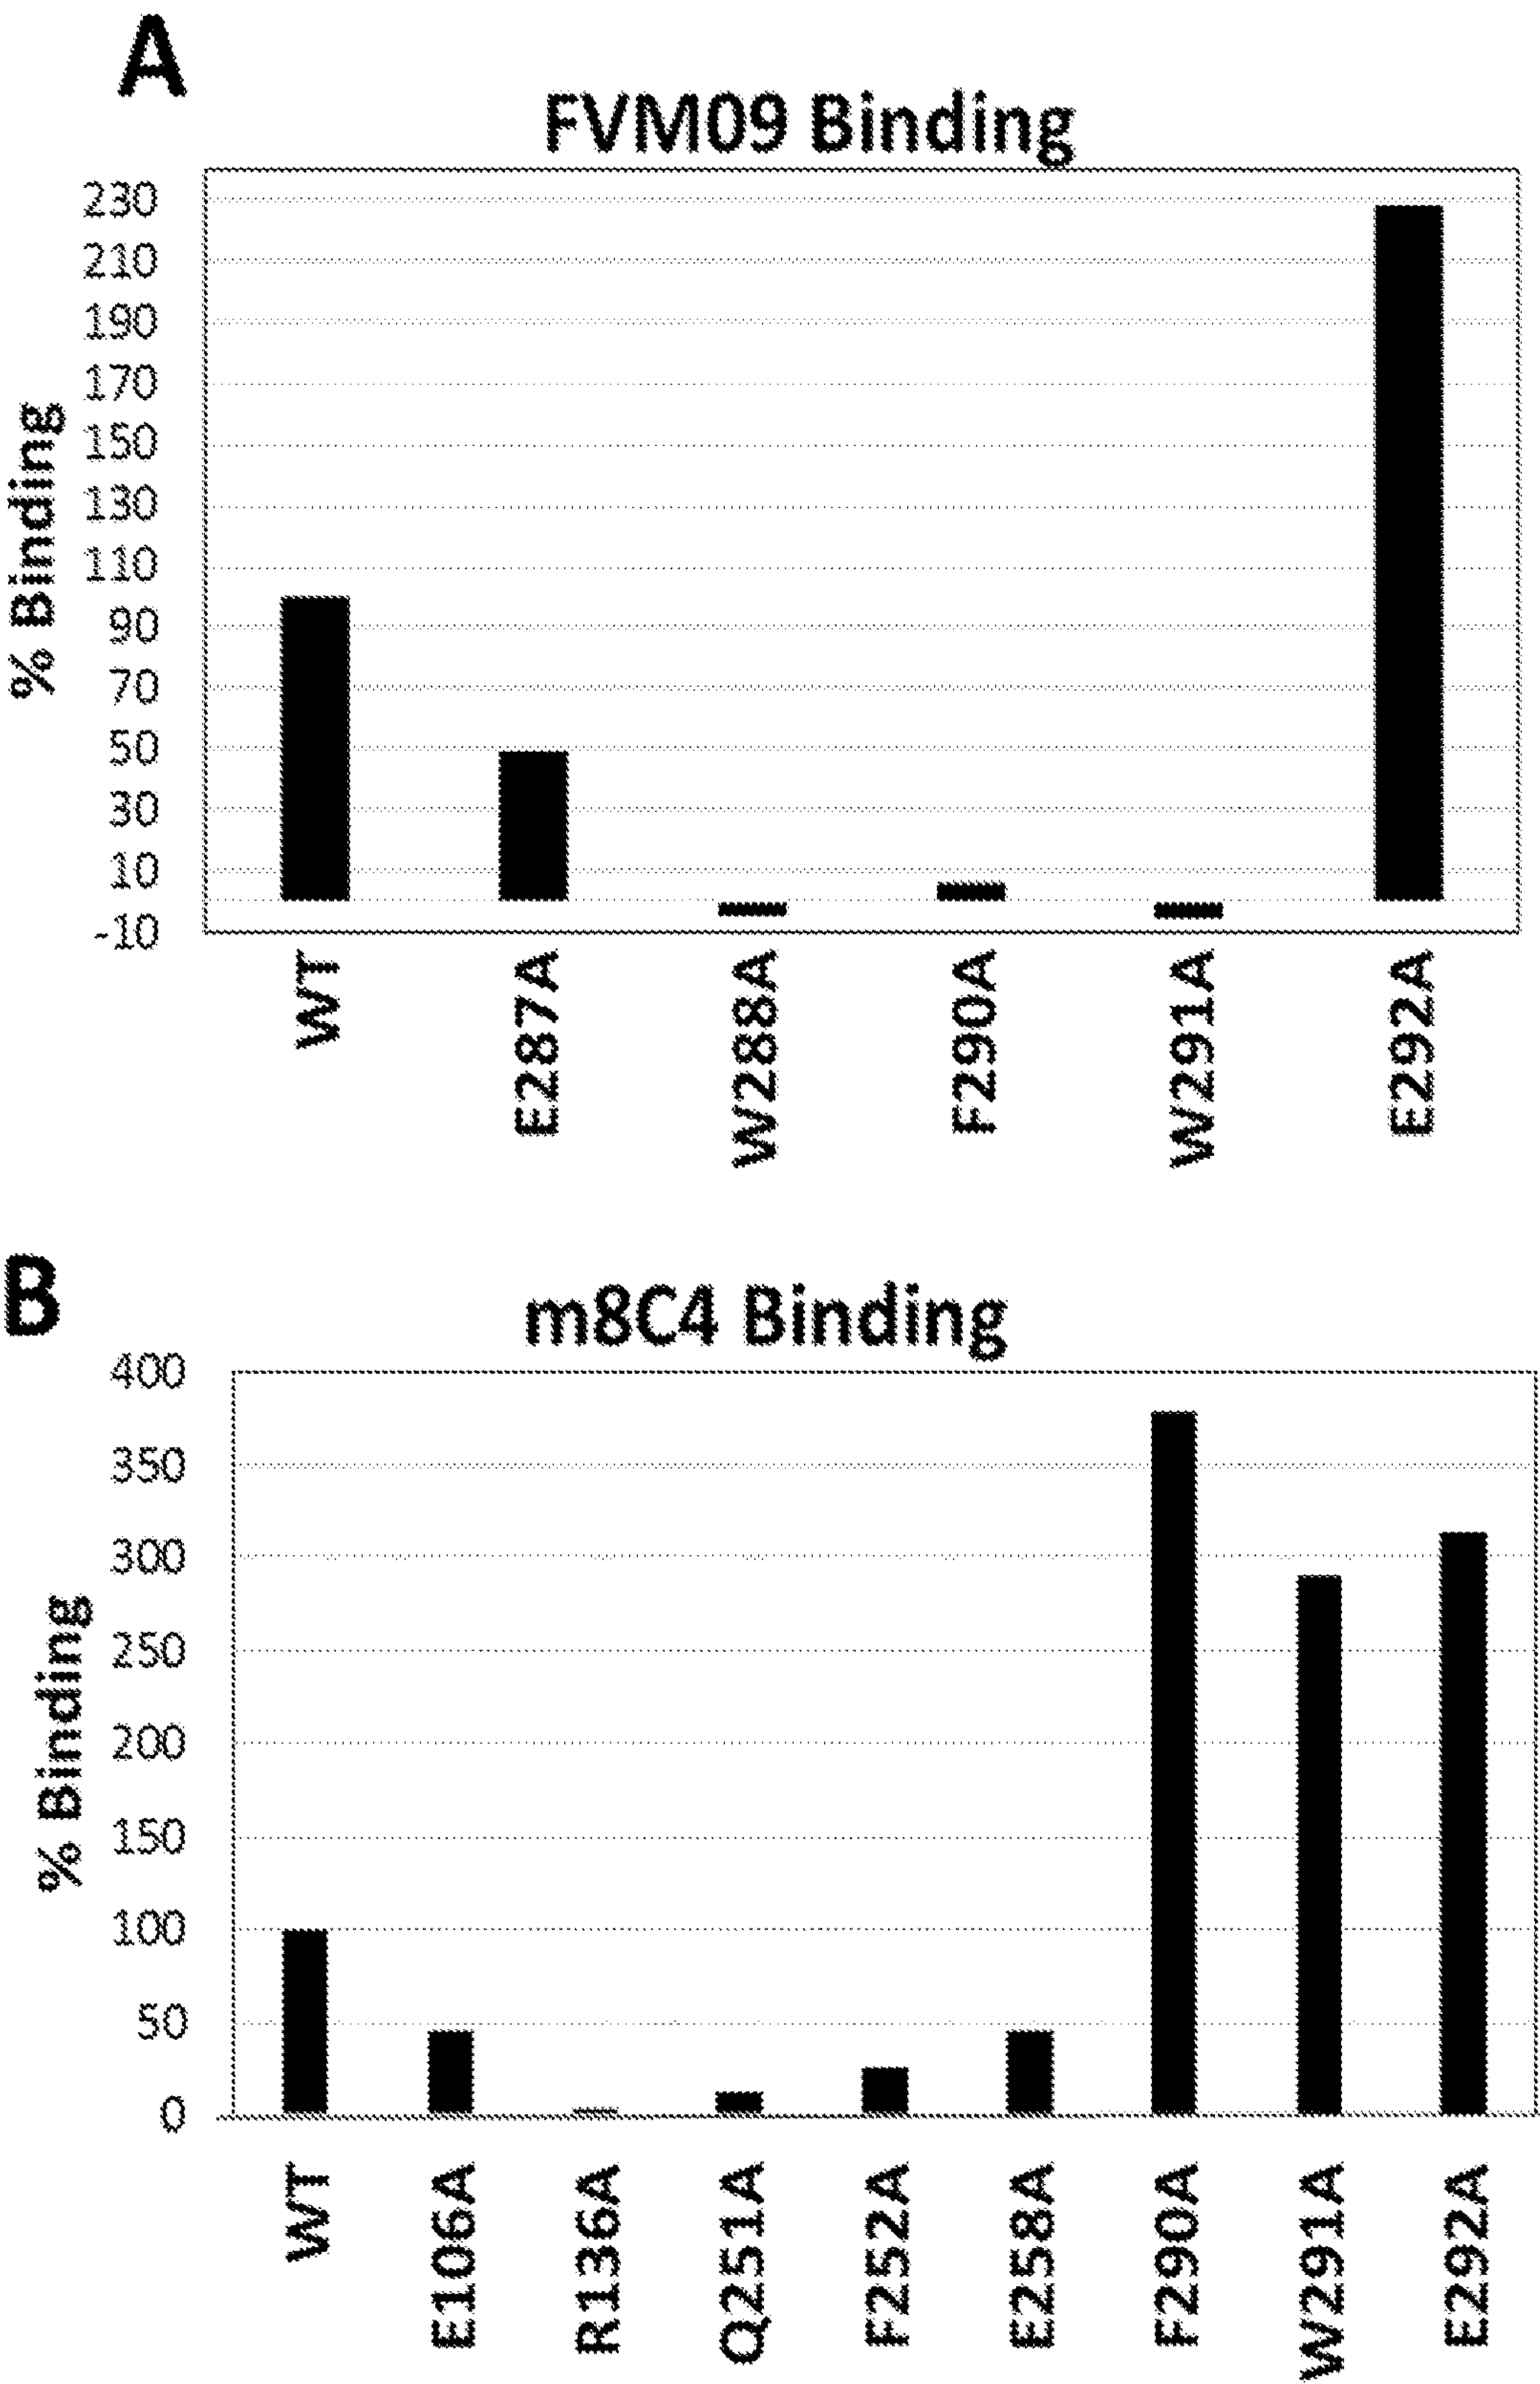 A
FVM09 Binding
% Binding
230
210
190
170
150
130
110
90
70
50
30
10
-10
WT
E287A
W288A
F290A
W291A
E292A
B
m8C4 Binding
% Binding
400
350
300
250
200
150
100
50
0
WT
E106A
R136A
Q251A
F252A
E258A
F290A
W291A
E292A